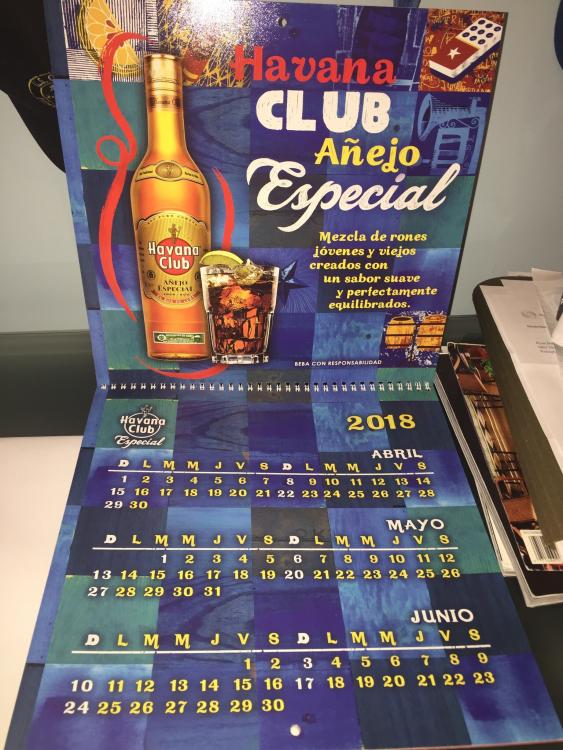 Havana
CLUB
Añejo
Especial
Mezcla de rones
jóvenes y viejos
creados con
un sabor suave
y perfectamente
equilibrados.
Havana
Club
AÑEJO
ESPECIAL
BEBA CON RESPONSABILIDAD
Havana
Club
Especial
2018
ABRIL
D L M M J V S D L M M J V S
1 2 3 4 5 6 7 8 9 10 11 12 13 14
15 16 17 18 19 20 21 22 23 24 25 26 27 28
29 30
MAYO
D L M M J V S D L M M J V S
1 2 3 4 5 6 7 8 9 10 11 12
13 14 15 16 17 18 19 20 21 22 23 24 25 26
27 28 29 30 31
JUNIO
D L M M J V S D L M M J V S
1 2 3 4 5 6 7 8 9
10 11 12 13 14 15 16 17 18 19 20 21 22 23
24 25 26 27 28 29 30